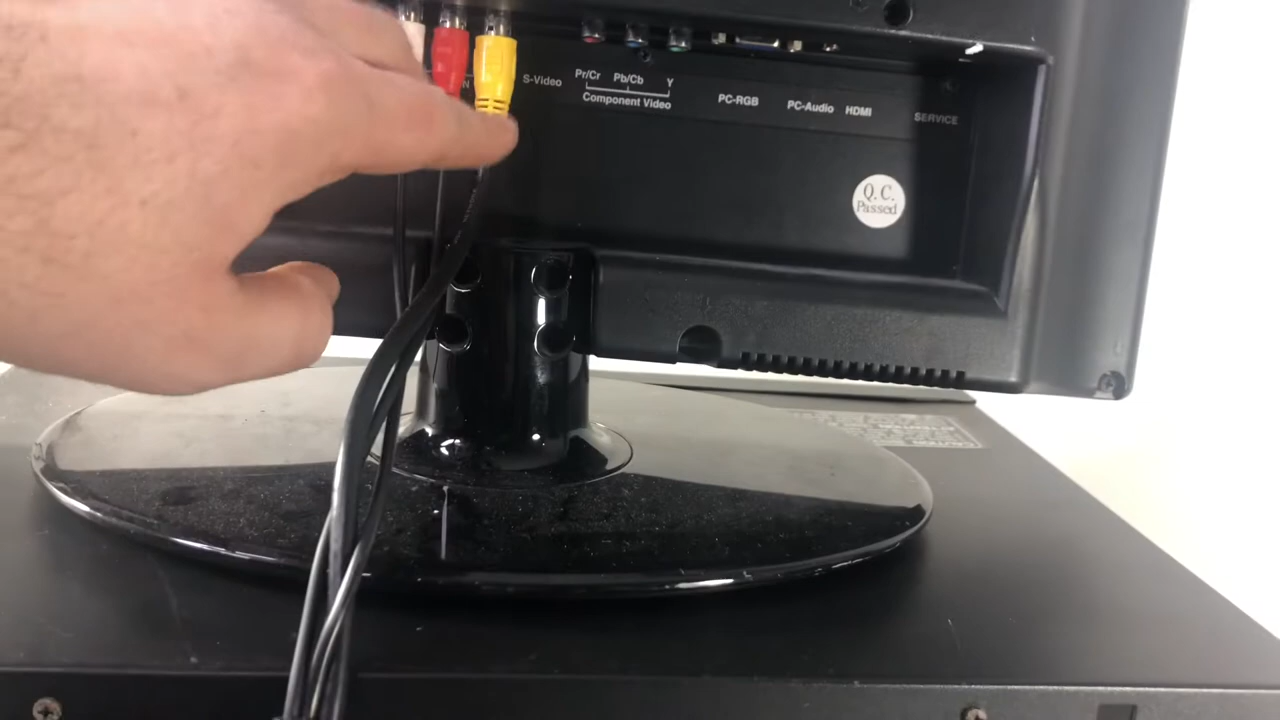 S-Video
Pr/Cr Pb/Cb Y
Component Video
PC-RGB
PC-Audio
HDMI
SERVICE
Q.C.
Passed